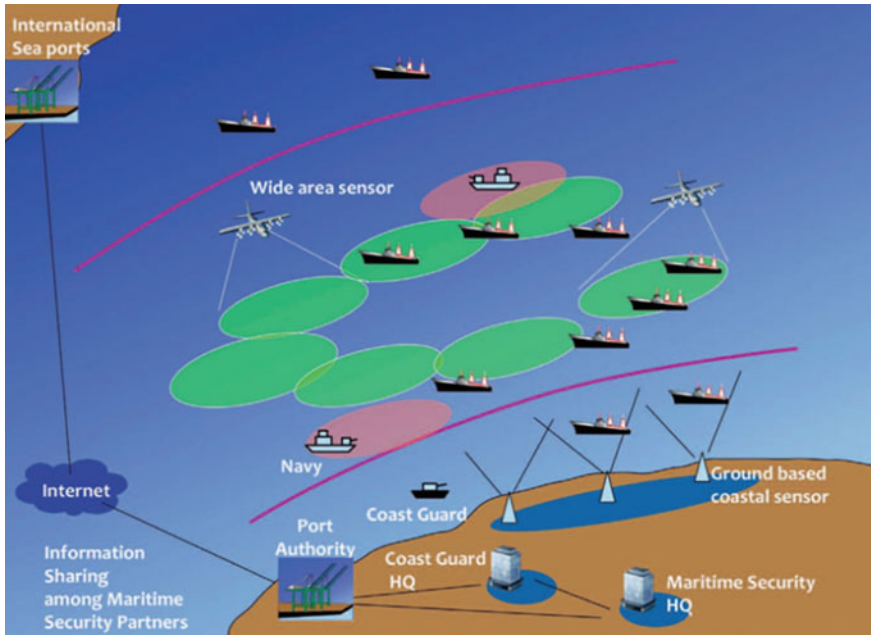 International
Sea ports
Wide area sensor
Navy
Internet
Coast Guard
Ground based
coastal sensor
Port
Authority
Coast Guard
HQ
Maritime Security
HQ
Information
Sharing
among Maritime
Security Partners